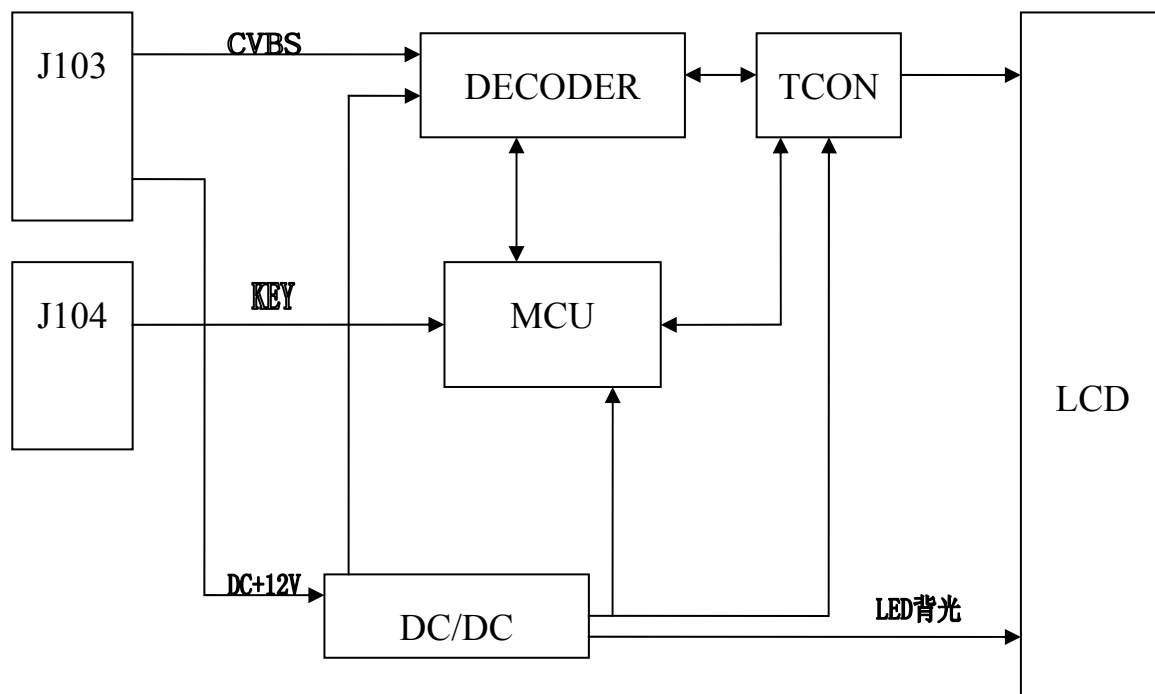 CVBS
J103
DECODER
TCON
KEY
J104
MCU
LCD
DC+12V
DC/DC
LED背光